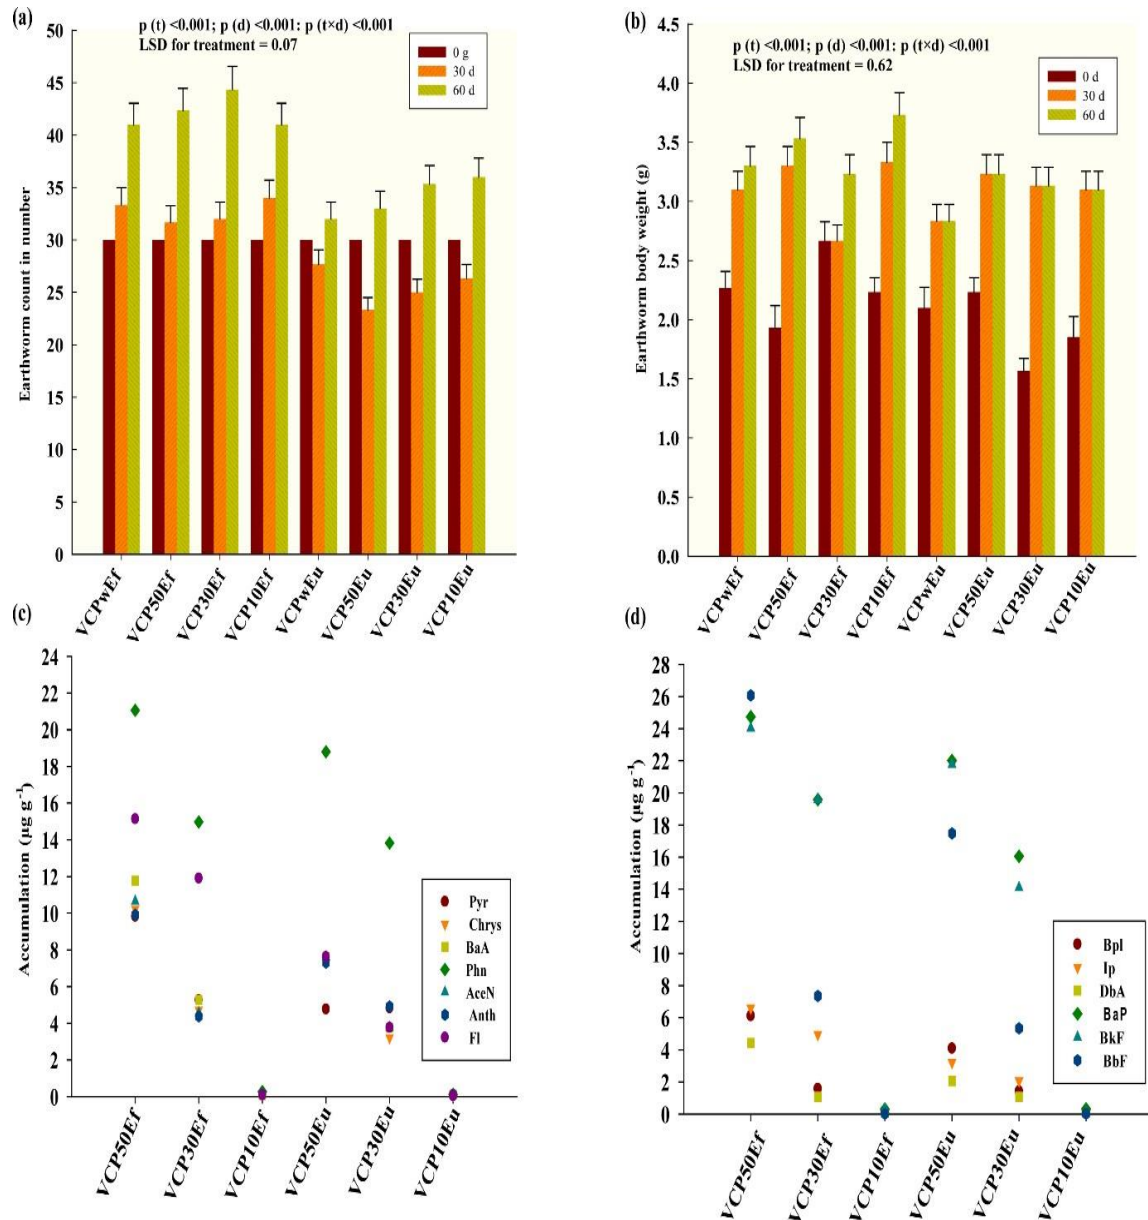 (a)
p (t) <0.001; p (d) <0.001: p (t×d) <0.001
LSD for treatment = 0.07
0 g
30 d
60 d
Earthworm count in number
50
45
40
35
30
25
20
15
10
5
0
VCPwEf
VCP50Ef
VCP30Ef
VCP10Ef
VCPwEu
VCP50Eu
VCP30Eu
VCP10Eu
(b)
p (t) <0.001; p (d) <0.001: p (t×d) <0.001
LSD for treatment = 0.62
0 d
30 d
60 d
Earthworm body weight (g)
4.5
4.0
3.5
3.0
2.5
2.0
1.5
1.0
0.5
0.0
VCPwEf
VCP50Ef
VCP30Ef
VCP10Ef
VCPwEu
VCP50Eu
VCP30Eu
VCP10Eu
(c)
Accumulation (µg g⁻¹)
24
22
20
18
16
14
12
10
8
6
4
2
0
Pyr
Chrys
BaA
Phn
AceN
Anth
Fl
VCP50Ef
VCP30Ef
VCP10Ef
VCP50Eu
VCP30Eu
VCP10Eu
(d)
Accumulation (µg g⁻¹)
28
26
24
22
20
18
16
14
12
10
8
6
4
2
0
Bpl
Ip
DbA
BaP
BkF
BbF
VCP50Ef
VCP30Ef
VCP10Ef
VCP50Eu
VCP30Eu
VCP10Eu